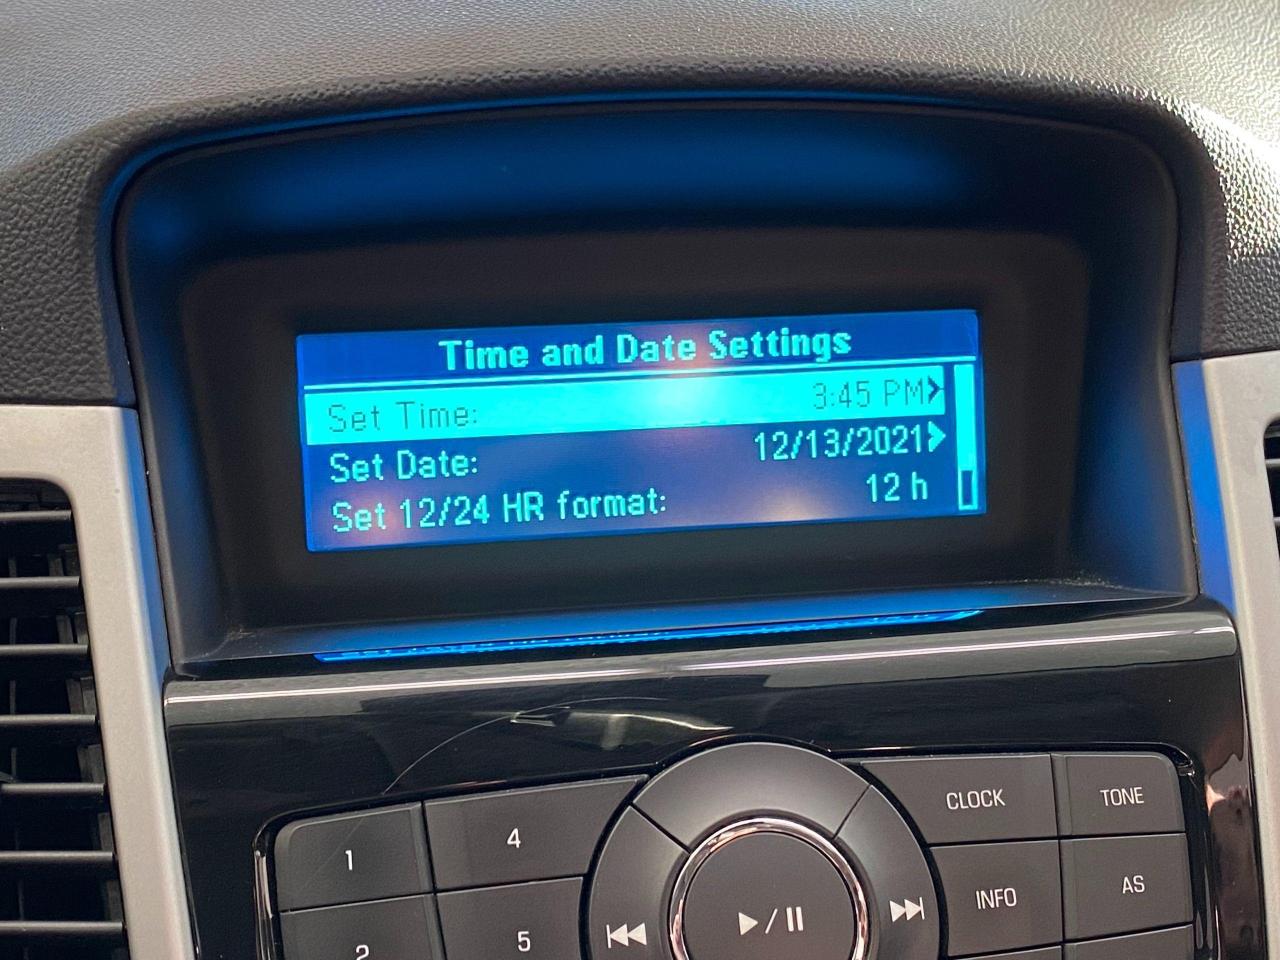 Time and Date Settings
Set Time: 3:45 PM
Set Date: 12/13/2021
Set 12/24 HR format: 12 h
1
4
CLOCK
TONE
2
5
INFO
AS